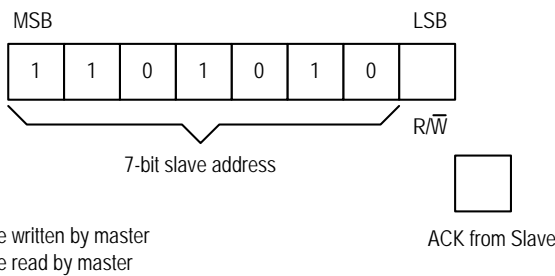 MSB LSB
1 1 0 1 0 1 0
R/W̅
7-bit slave address
e written by master
ACK from Slave
e read by master